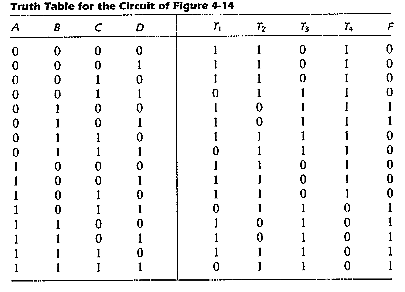 Truth Table for the Circuit of Figure 4-14
A B C D T₁ T₂ T₃ T₄ F
0 0 0 0 1 1 0 1 0
0 0 0 1 1 1 0 1 0
0 0 1 0 1 1 0 1 0
0 0 1 1 0 1 1 1 0
0 1 0 0 1 0 1 1 1
0 1 0 1 1 0 1 1 1
0 1 1 0 1 1 1 1 0
0 1 1 1 0 1 1 1 0
1 0 0 0 1 1 0 1 0
1 0 0 1 1 1 0 1 0
1 0 1 0 1 1 0 1 0
1 0 1 1 0 1 1 0 1
1 1 0 0 1 0 1 0 1
1 1 0 1 1 0 1 0 1
1 1 1 0 1 1 1 0 1
1 1 1 1 0 1 1 0 1